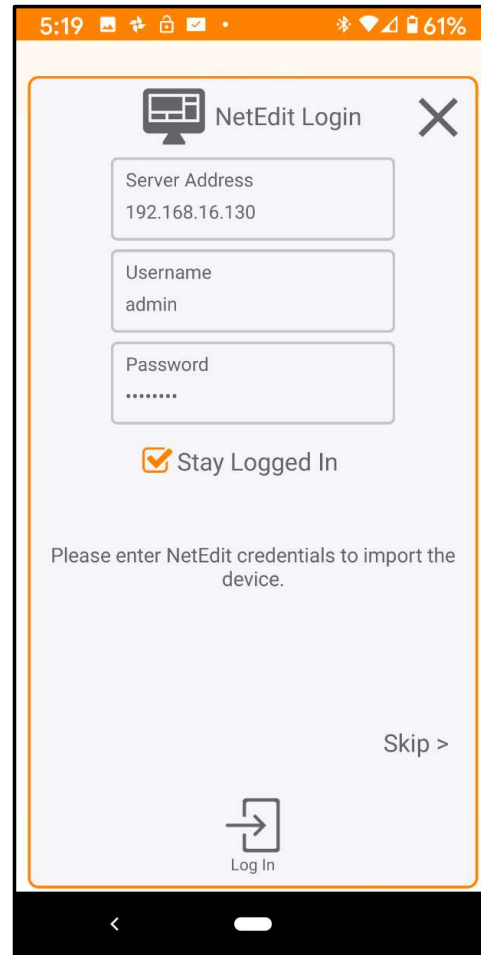 5:19
61%
NetEdit Login
Server Address
192.168.16.130
Username
admin
Password
••••••••
Stay Logged In
Please enter NetEdit credentials to import the
device.
Skip >
Log In